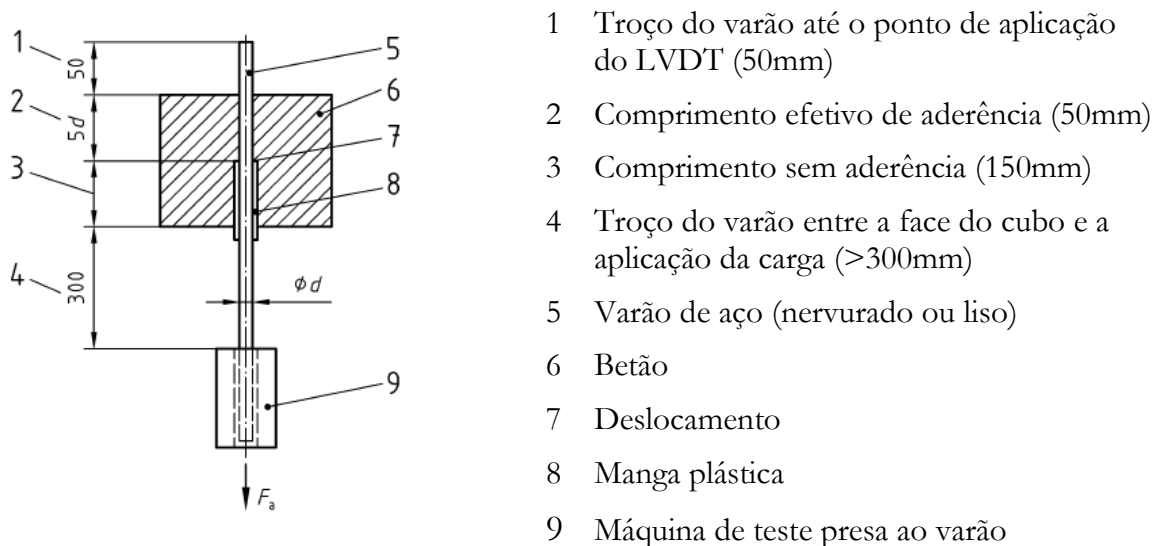 1
50
2
5d
3
4
300
5
6
7
8
ϕd
9
Fa
1 Troço do varão até o ponto de aplicação
do LVDT (50mm)
2 Comprimento efetivo de aderência (50mm)
3 Comprimento sem aderência (150mm)
4 Troço do varão entre a face do cubo e a
aplicação da carga (>300mm)
5 Varão de aço (nervurado ou liso)
6 Betão
7 Deslocamento
8 Manga plástica
9 Máquina de teste presa ao varão